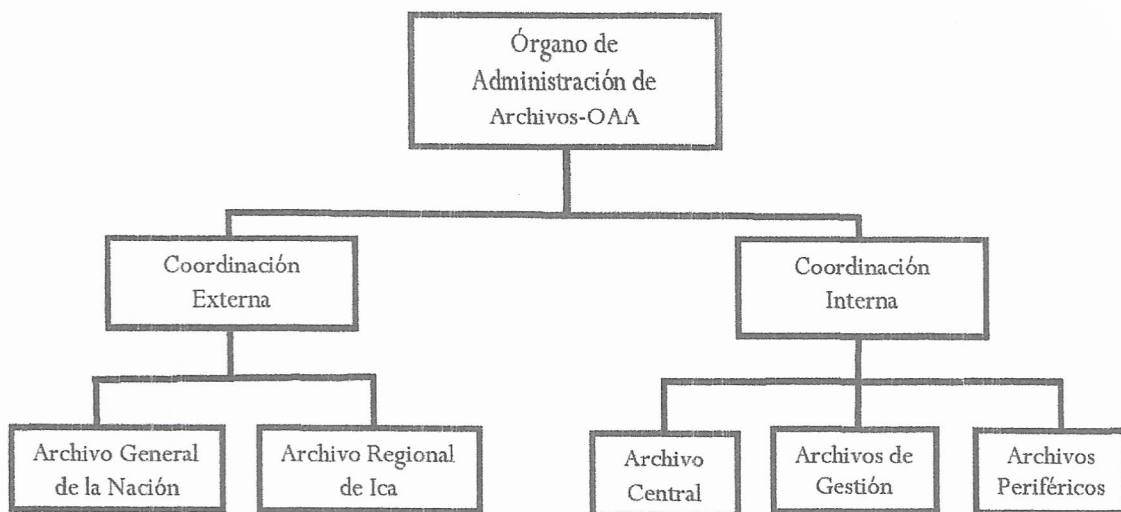 Órgano de
Administración de
Archivos-OAA
Coordinación
Externa
Coordinación
Interna
Archivo General
de la Nación
Archivo Regional
de Ica
Archivo
Central
Archivos de
Gestión
Archivos
Periféricos